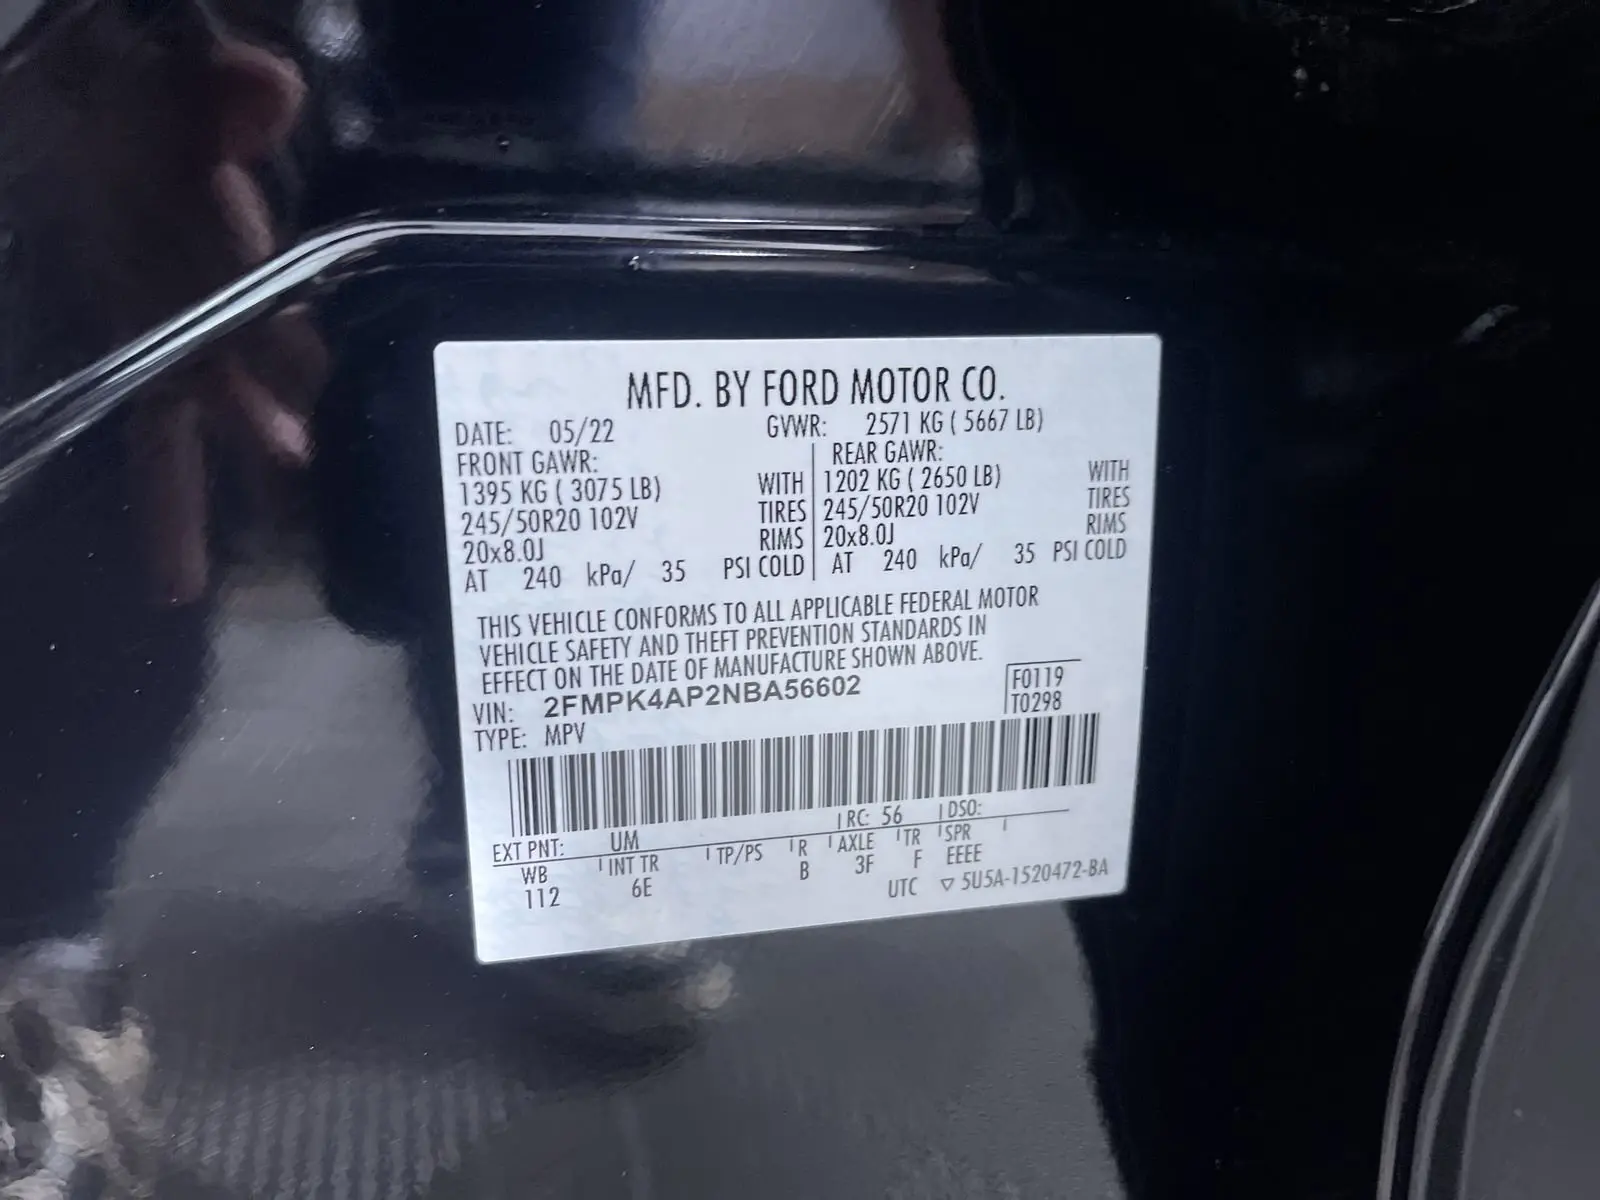 MFD. BY FORD MOTOR CO.
DATE: 05/22 GVWR: 2571 KG ( 5667 LB)
FRONT GAWR: REAR GAWR:
1395 KG ( 3075 LB) WITH 1202 KG ( 2650 LB) WITH
245/50R20 102V TIRES 245/50R20 102V TIRES
20x8.0J RIMS 20x8.0J RIMS
AT 240 kPa/ 35 PSI COLD AT 240 kPa/ 35 PSI COLD
THIS VEHICLE CONFORMS TO ALL APPLICABLE FEDERAL MOTOR
VEHICLE SAFETY AND THEFT PREVENTION STANDARDS IN
EFFECT ON THE DATE OF MANUFACTURE SHOWN ABOVE.
VIN: 2FMPK4AP2NBA56602 F0119
TYPE: MPV T0298
EXT PNT: UM RC: 56 DSO:
WB INT TR TP/PS R AXLE TR SPR
112 6E B 3F F EEEE
UTC ▽ 5U5A-1520472-BA